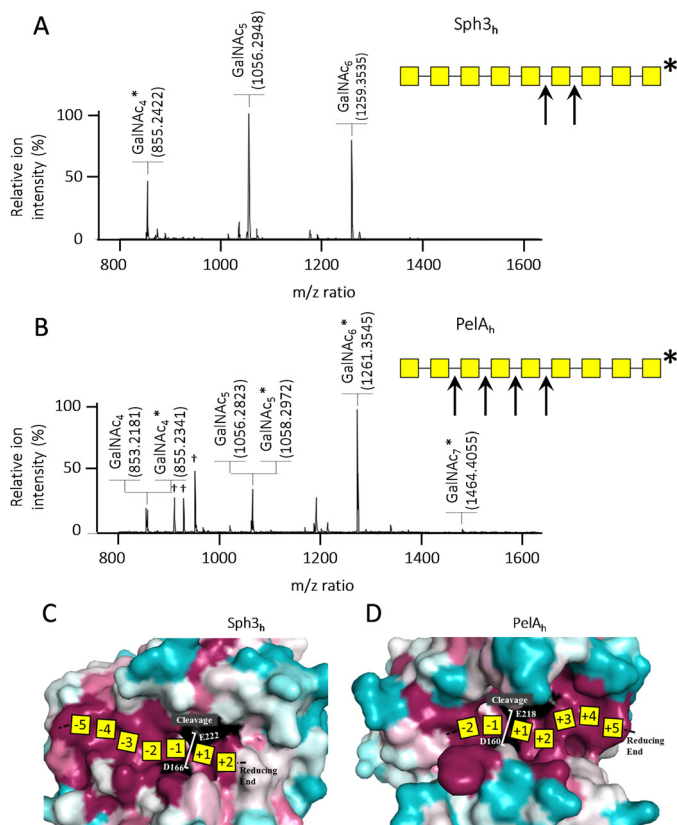 A
Sph3h
GalNAc4*
(855.2422)
GalNAc5
(1056.2948)
GalNAc6
(1259.3535)
*
Relative ion
intensity (%)
100
50
0
800
1000
1200
1400
1600
m/z ratio
B
PelAh
GalNAc4
(853.2181)
GalNAc4*
(855.2341)
† †
†
GalNAc5
(1056.2823)
GalNAc5*
(1058.2972)
GalNAc6*
(1261.3545)
GalNAc7*
(1464.4055)
*
Relative ion
intensity (%)
100
50
0
800
1000
1200
1400
1600
m/z ratio
C
Sph3h
Cleavage
E222
D166
-5 -4 -3 -2 -1 +1 +2
Reducing
End
D
PelAh
Cleavage
E218
D160
-2 -1 +1 +2 +3 +4 +5
Reducing
End